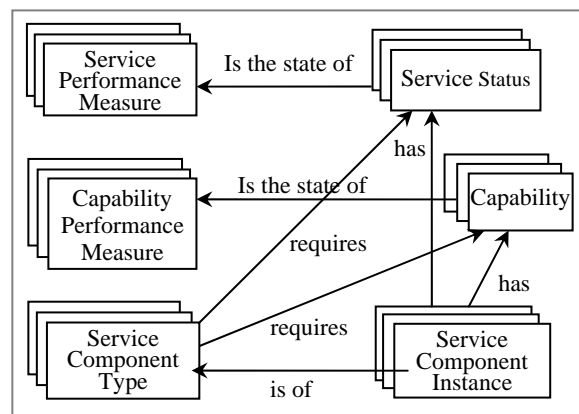 Service
Performance
Measure
Is the state of
Service Status
has
Capability
Performance
Measure
Is the state of
Capability
requires
has
requires
Service
Component
Type
is of
Service
Component
Instance